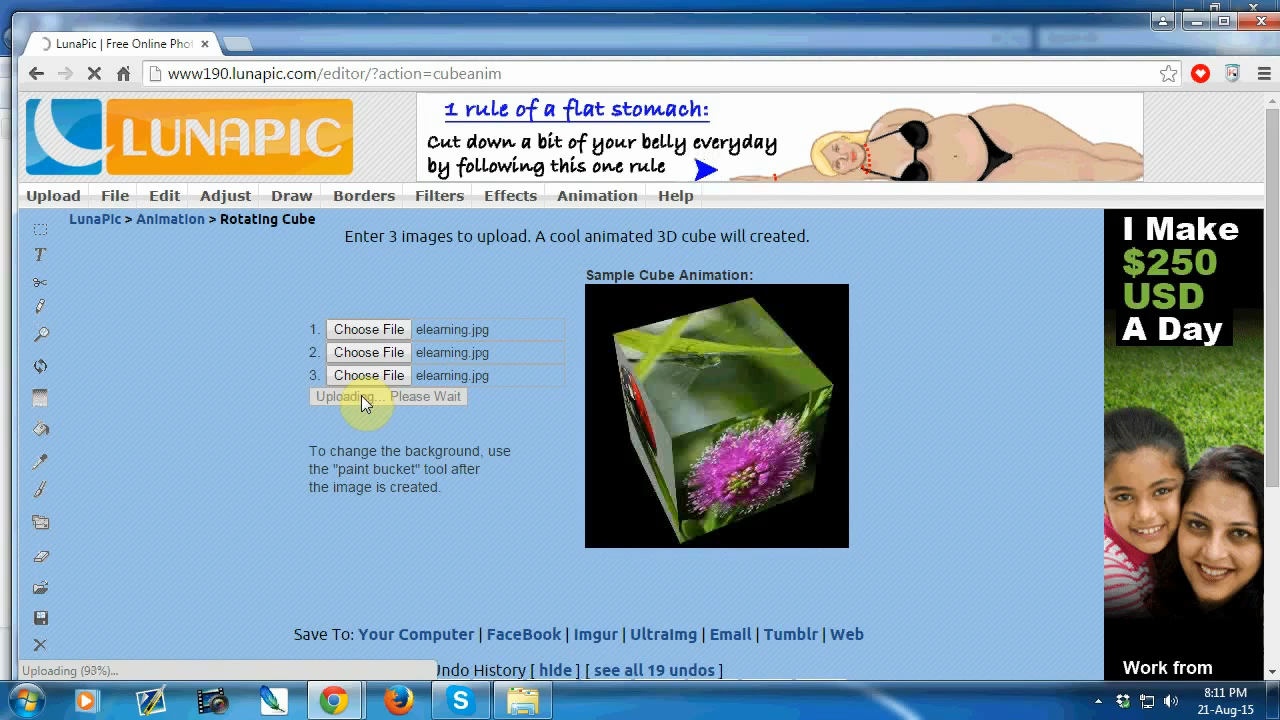 LunaPic | Free Online Phot
www190.lunapic.com/editor/?action=cubeanim
LUNAPIC
1 rule of a flat stomach:
Cut down a bit of your belly everyday
by following this one rule
Upload File Edit Adjust Draw Borders Filters Effects Animation Help
LunaPic > Animation > Rotating Cube
Enter 3 images to upload. A cool animated 3D cube will created.
I Make
$250
USD
A Day
Sample Cube Animation:
1. Choose File elearning.jpg
2. Choose File elearning.jpg
3. Choose File elearning.jpg
Uploading... Please Wait
To change the background, use
the "paint bucket" tool after
the image is created.
Save To: Your Computer | FaceBook | Imgur | UltraImg | Email | Tumblr | Web
Undo History [ hide ] [ see all 19 undos ]
Work from
Uploading (93%)...
8:11 PM
21-Aug-15